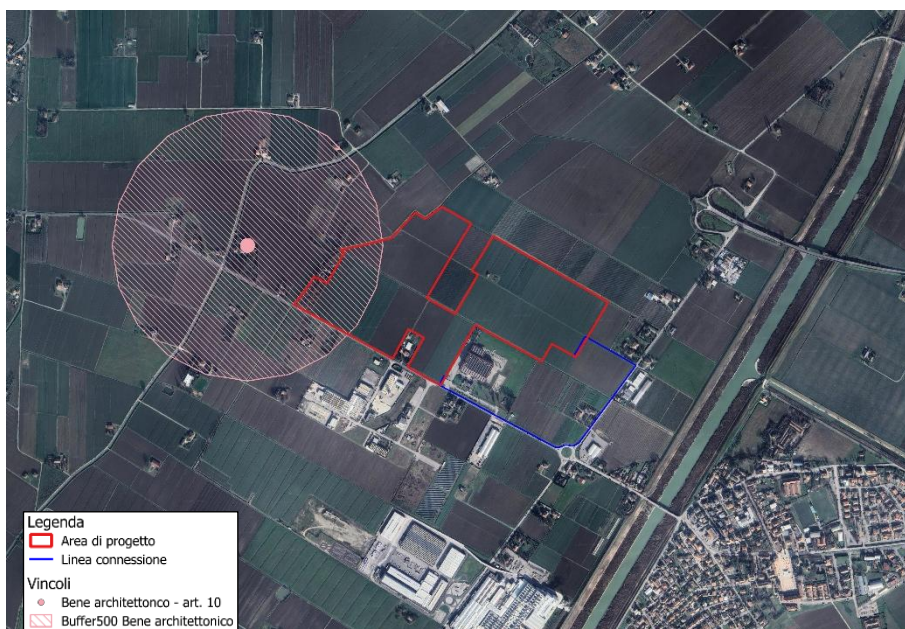 Legenda
Area di progetto
Linea connessione
Vincoli
Bene architettonco - art. 10
Buffer500 Bene architettonico